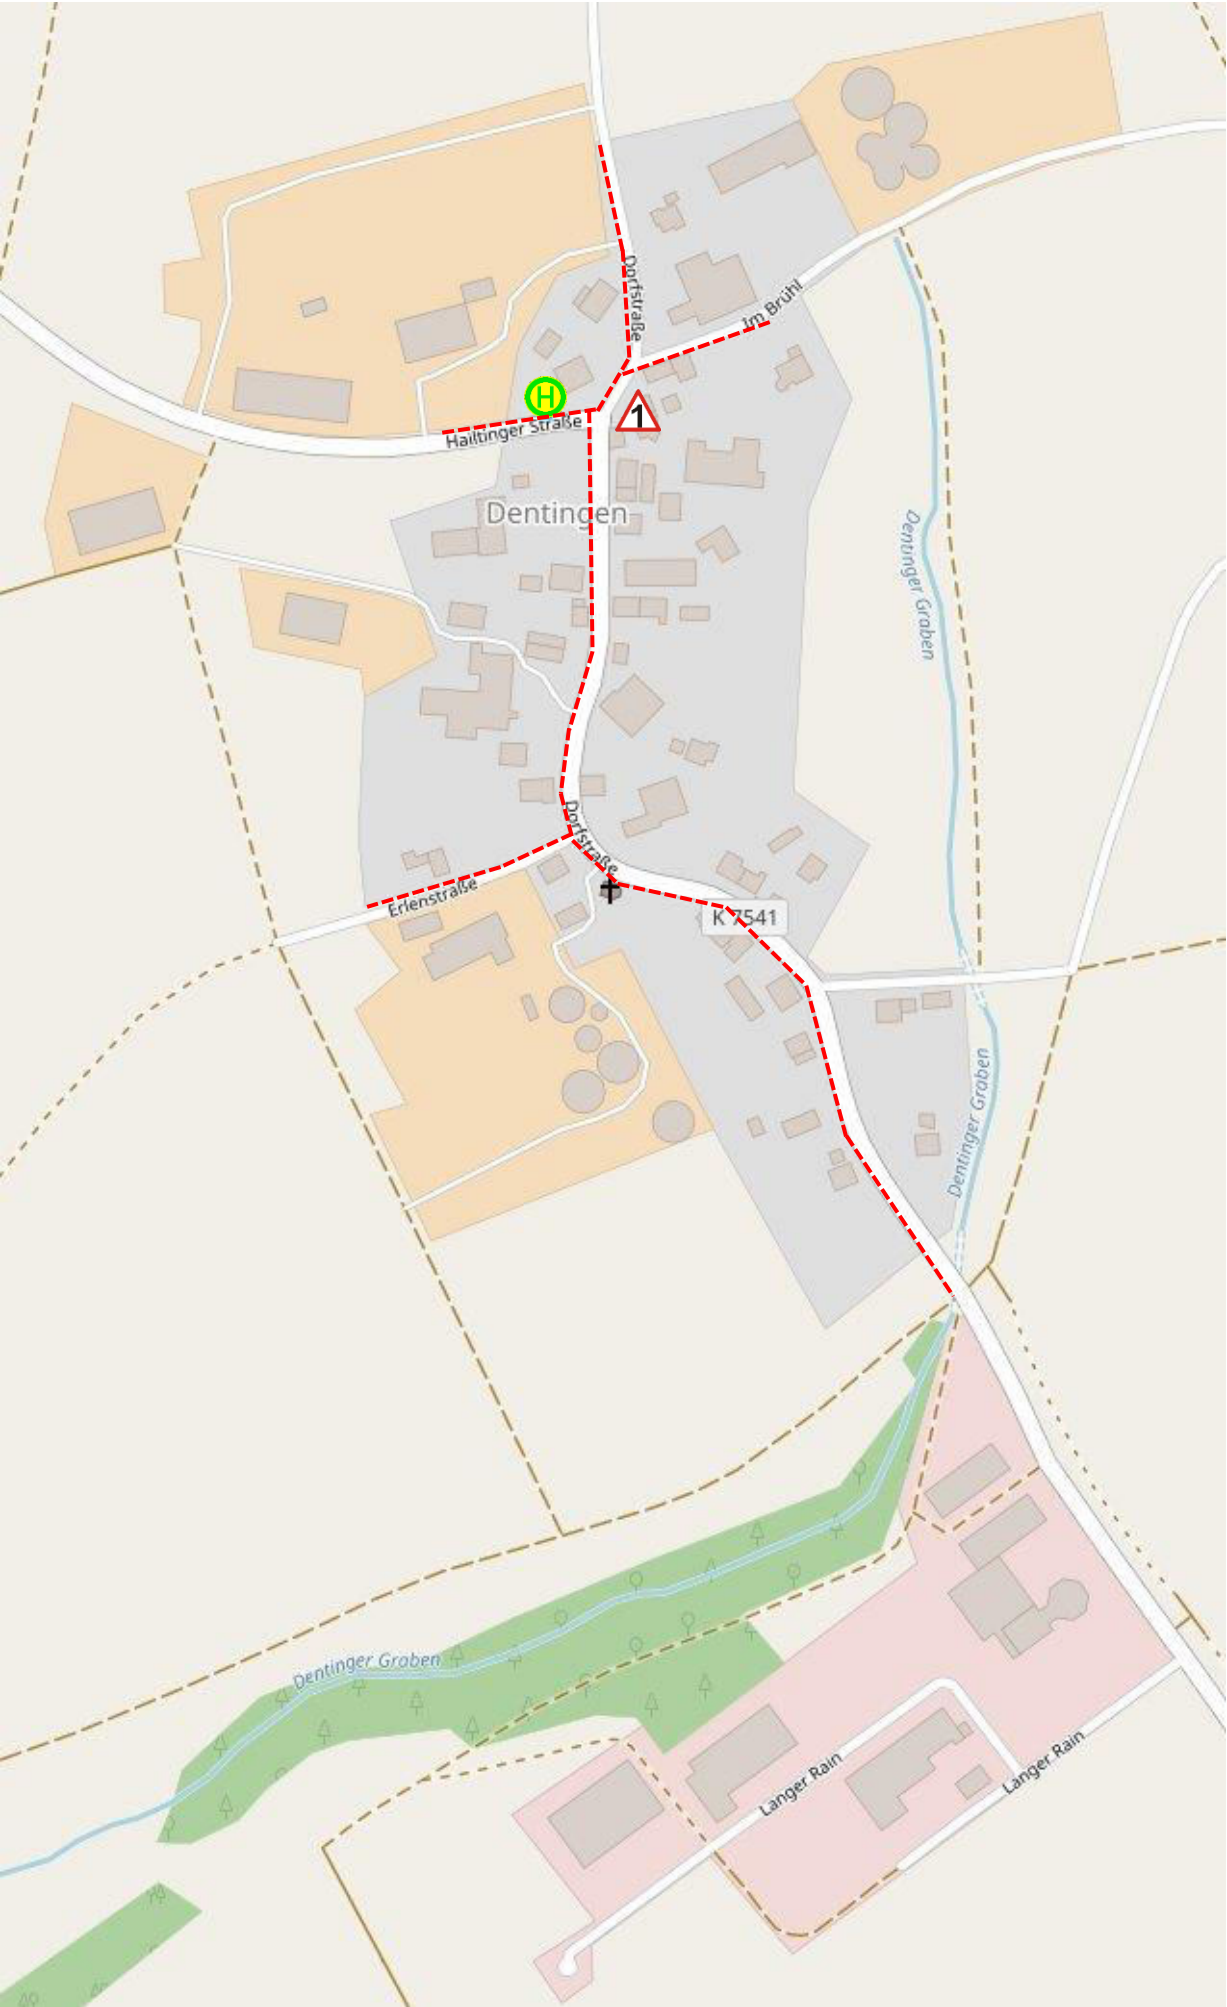 Dorfstraße
Im Brühl
H
1
Hailtinger Straße
Dentingen
Dentinger Graben
Dorfstraße
Erlenstraße
K 7541
Dentinger Graben
Dentinger Graben
Langer Rain
Langer Rain